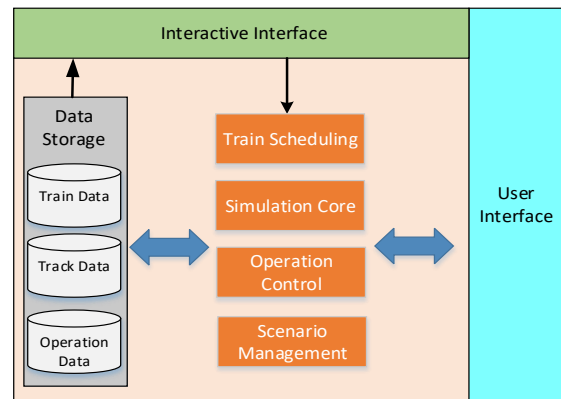 Interactive Interface
Data
Storage
Train Data
Track Data
Operation
Data
Train Scheduling
Simulation Core
Operation
Control
Scenario
Management
User
Interface